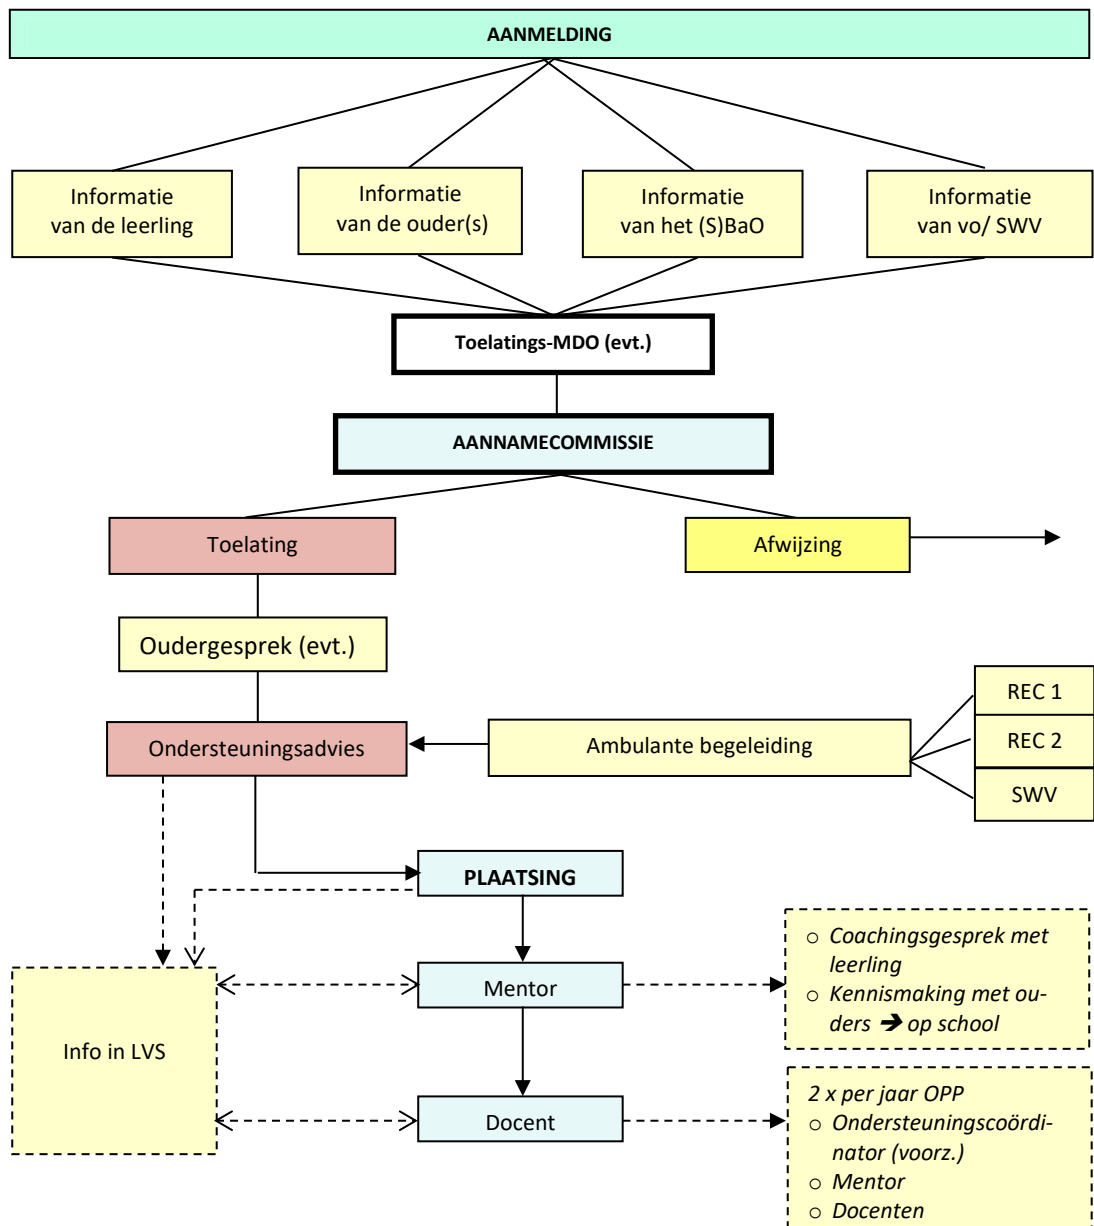 AANMELDING
Informatie
van de leerling
Informatie
van de ouder(s)
Informatie
van het (S)BaO
Informatie
van vo/ SWV
Toelatings-MDO (evt.)
AANNAMECOMMISSIE
Toelating
Afwijzing
Oudergesprek (evt.)
REC 1
Ondersteuningsadvies
Ambulante begeleiding
REC 2
SWV
PLAATSING
○ Coachingsgesprek met
leerling
○ Kennismaking met ou-
ders ➔ op school
Mentor
Info in LVS
Docent
2 x per jaar OPP
○ Ondersteuningscoördi-
nator (voorz.)
○ Mentor
○ Docenten